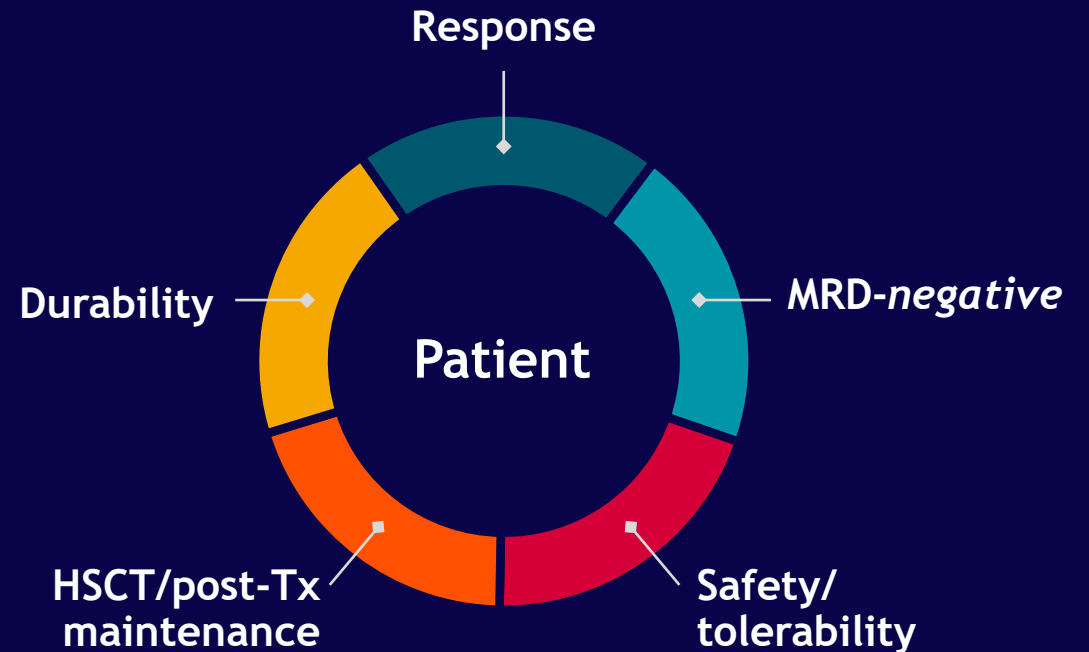 Response
Durability
MRD-negative
Patient
HSCT/post-Tx
maintenance
Safety/
tolerability